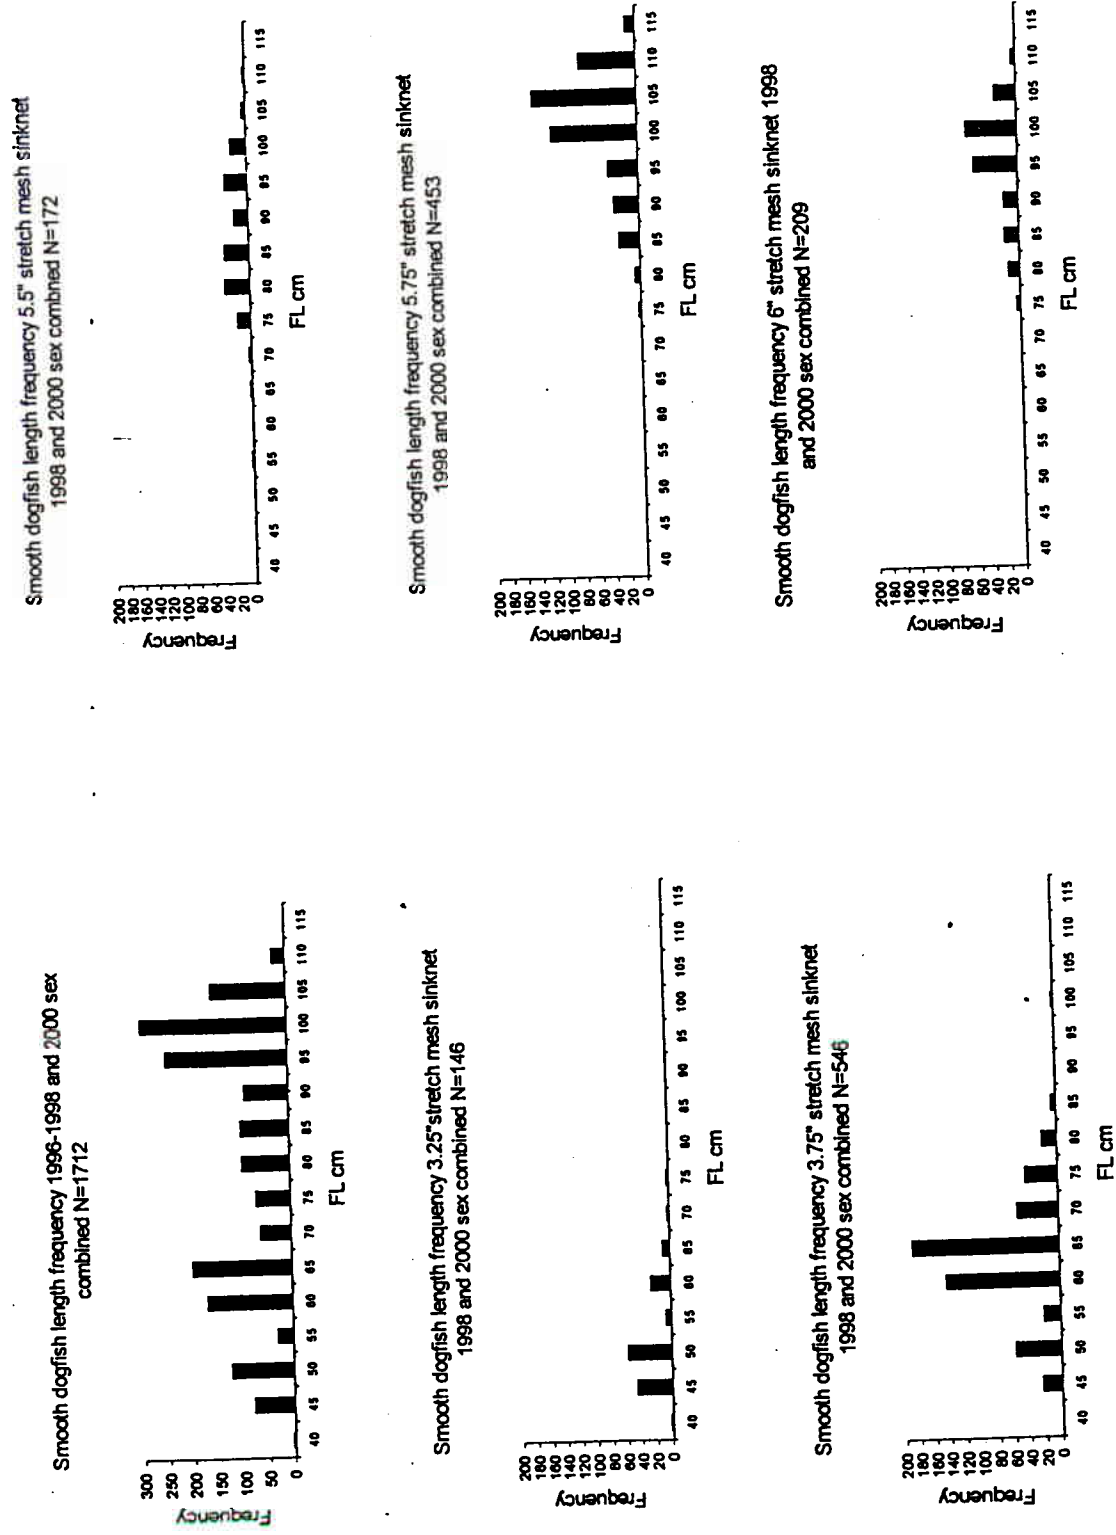 Smooth dogfish length frequency 1996-1998 and 2000 sex
combined N=1712
Frequency
300
250
200
150
100
50
0
40 45 50 55 60 65 70 75 80 85 90 95 100 105 110 115
FL cm
Smooth dogfish length frequency 3.25"stretch mesh sinknet
1998 and 2000 sex combined N=146
Frequency
200
180
160
140
120
100
80
60
40
20
0
40 45 50 55 60 65 70 75 80 85 90 95 100 105 110 115
FL cm
Smooth dogfish length frequency 3.75" stretch mesh sinknet
1998 and 2000 sex combined N=546
Frequency
200
180
160
140
120
100
80
60
40
20
0
40 45 50 55 60 65 70 75 80 85 90 95 100 105 110 115
FL cm
Smooth dogfish length frequency 5.5" stretch mesh sinknet
1998 and 2000 sex combned N=172
Frequency
200
180
160
140
120
100
80
60
40
20
0
40 45 50 55 60 65 70 75 80 85 90 95 100 105 110 115
FL cm
Smooth dogfish length frequency 5.75" stretch mesh sinknet
1998 and 2000 sex combined N=453
Frequency
200
180
160
140
120
100
80
60
40
20
0
40 45 50 55 60 65 70 75 80 85 90 95 100 105 110 115
FL cm
Smooth dogfish length frequency 6" stretch mesh sinknet 1998
and 2000 sex combined N=209
Frequency
200
180
160
140
120
100
80
60
40
20
0
40 45 50 55 60 65 70 75 80 85 90 95 100 105 110 115
FL cm